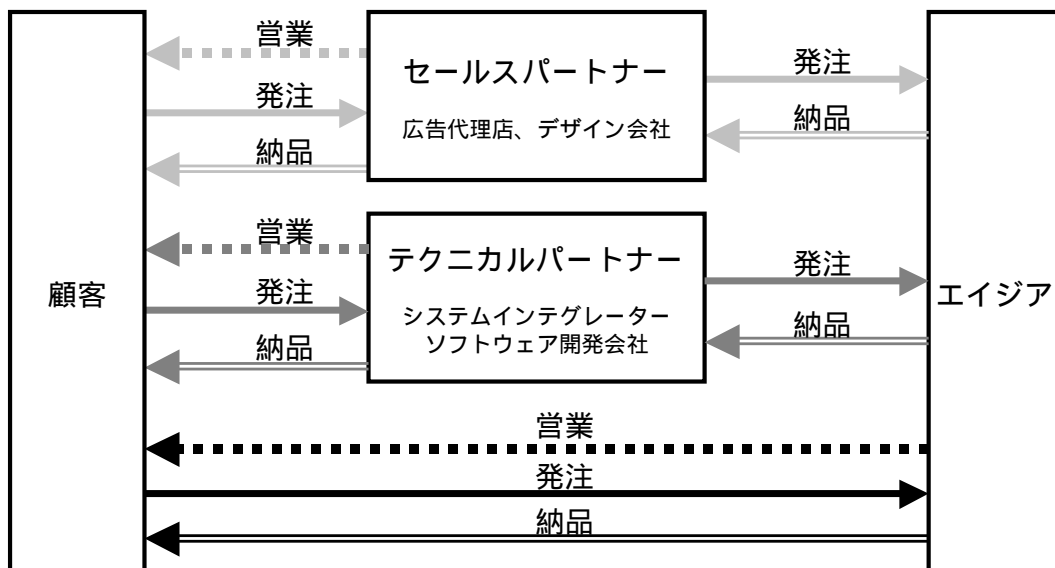 営業
発注
納品
セールスパートナー
広告代理店、デザイン会社
発注
納品
営業
発注
納品
テクニカルパートナー
システムインテグレーター
ソフトウェア開発会社
発注
納品
顧客
エイジア
営業
発注
納品